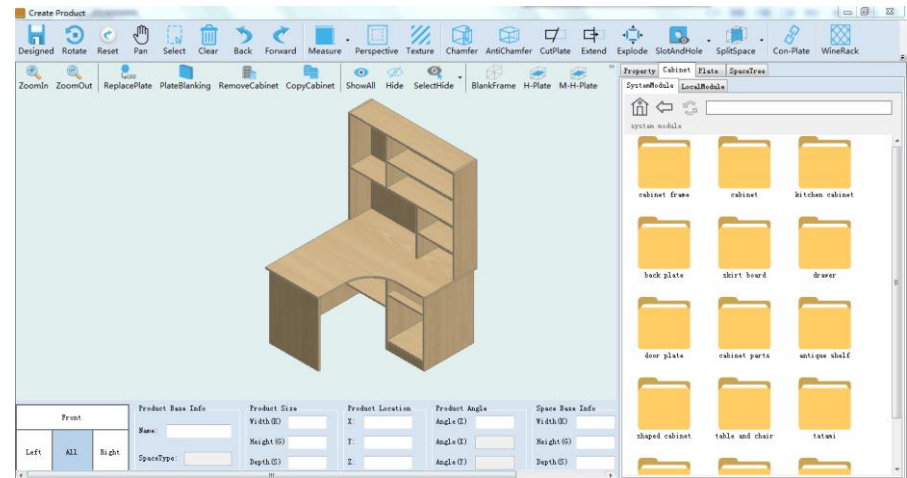 Create Product
Designed Rotate Reset Pan Select Clear Back Forward Measure Perspective Texture Chamfer AntiChamfer CutPlate Extend Explode SlotAndHole SplitSpace Con-Plate WineRack
ZoomIn ZoomOut ReplacePlate PlateBlanking RemoveCabinet CopyCabinet ShowAll Hide SelectHide BlankFrame H-Plate M-H-Plate
Property Cabinet Plate SpaceTree
SystemModule LocalModule
system module
cabinet frame cabinet kitchen cabinet
back plate skirt board drawer
door plate cabinet parts antique shelf
shaped cabinet table and chair tatami
Front
Left All Right
Product Base Info
Name:
SpaceType:
Product Size
Width(K)
Height(G)
Depth(S)
Product Location
X:
Y:
Z:
Product Angle
Angle(Z)
Angle(X)
Angle(Y)
Space Base Info
Width(K)
Height(G)
Depth(S)